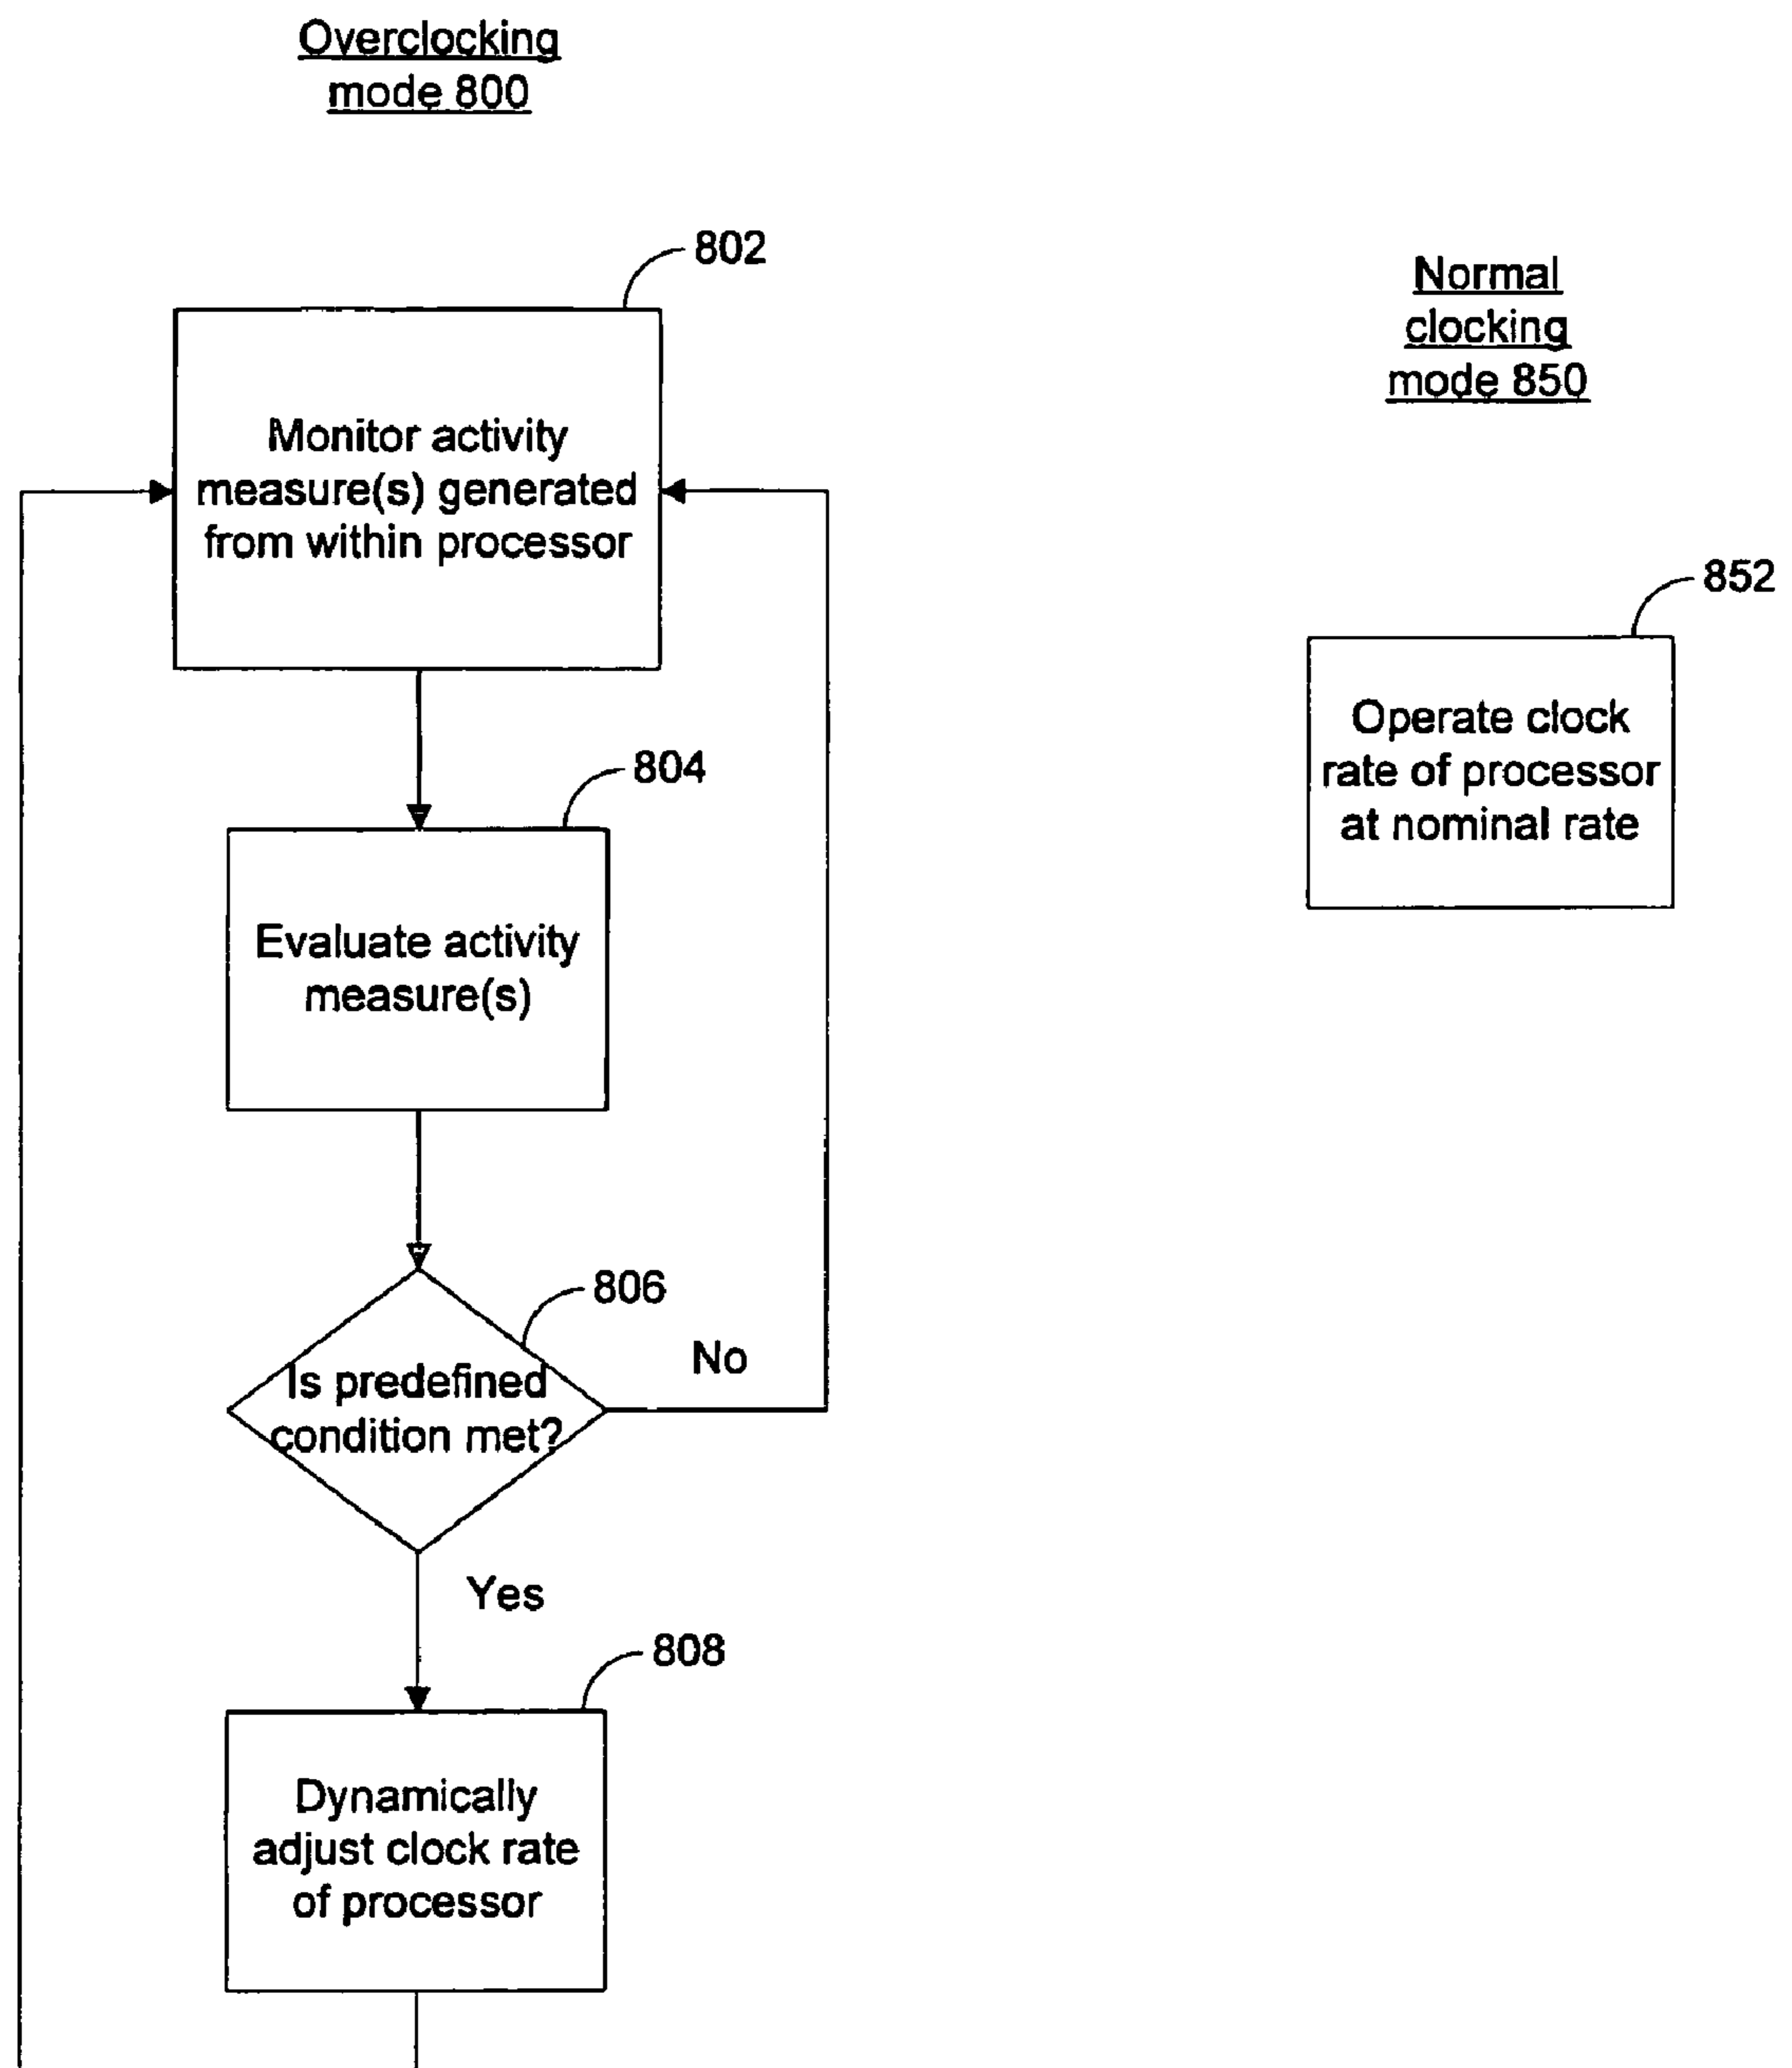 Overclocking
mode 800
802
Monitor activity
measure(s) generated
from within processor
804
Evaluate activity
measure(s)
806
Is predefined
condition met?
No
Yes
808
Dynamically
adjust clock rate
of processor
Normal
clocking
mode 850
852
Operate clock
rate of processor
at nominal rate